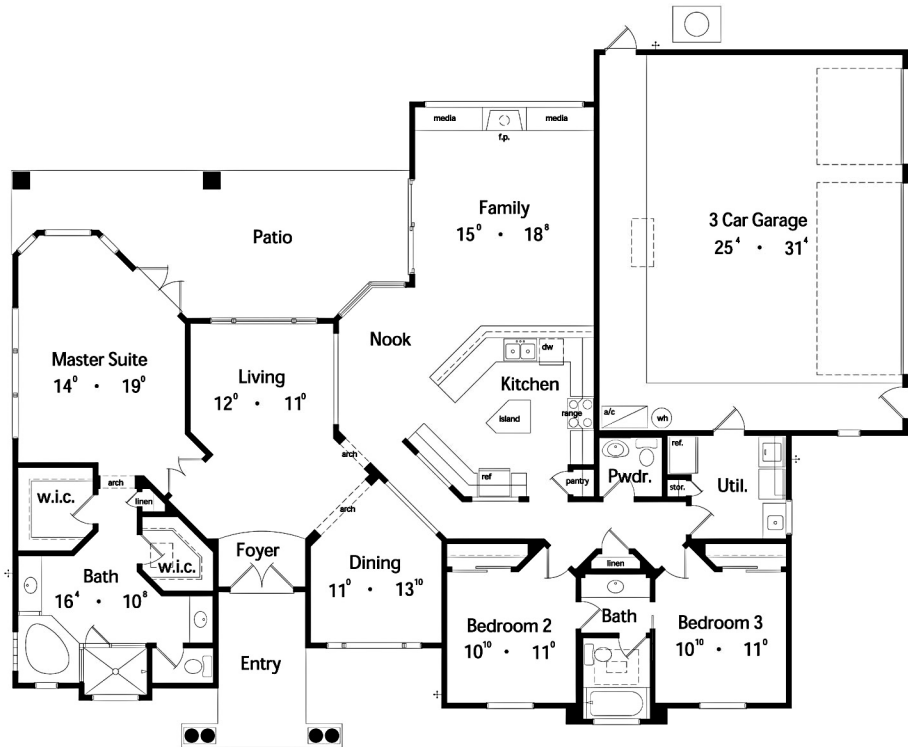 media
media
f.p.
Family
15⁰ · 18⁸
3 Car Garage
25⁴ · 31⁴
Patio
Nook
Master Suite
14⁰ · 19⁰
Living
12⁰ · 11⁰
dw
Kitchen
island
range
a/c
wh
arch
ref
pantry
Pwdr.
ref.
stor.
Util.
w.i.c.
arch
linen
arch
w.i.c.
Foyer
Dining
11⁰ · 13¹⁰
linen
Bath
16⁴ · 10⁸
Bedroom 2
10¹⁰ · 11⁰
Bath
Bedroom 3
10¹⁰ · 11⁰
Entry